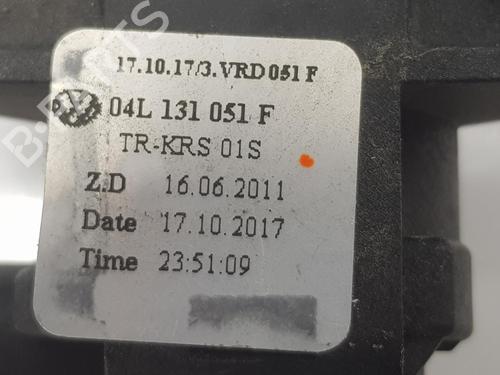 17.10.17/3.VRD 051 F
04L 131 051 F
TR-KRS 01S
Z.D 16.06.2011
Date 17.10.2017
Time 23:51:09
B-PARTS